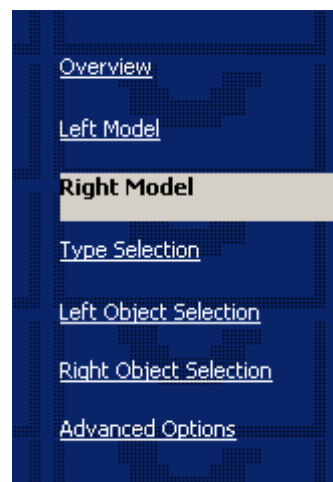 Overview
Left Model
Right Model
Type Selection
Left Object Selection
Right Object Selection
Advanced Options